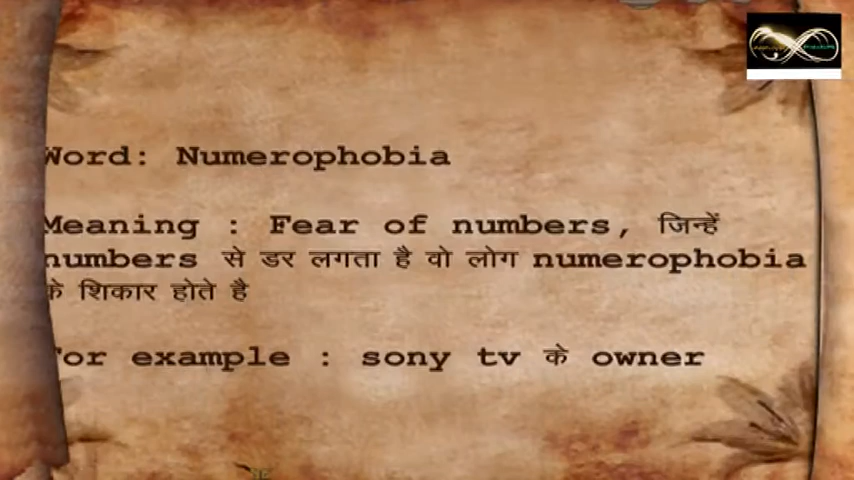 Word: Numerophobia
Meaning : Fear of numbers, जिन्हें
numbers से डर लगता है वो लोग numerophobia
के शिकार होते है
For example : sony tv के owner